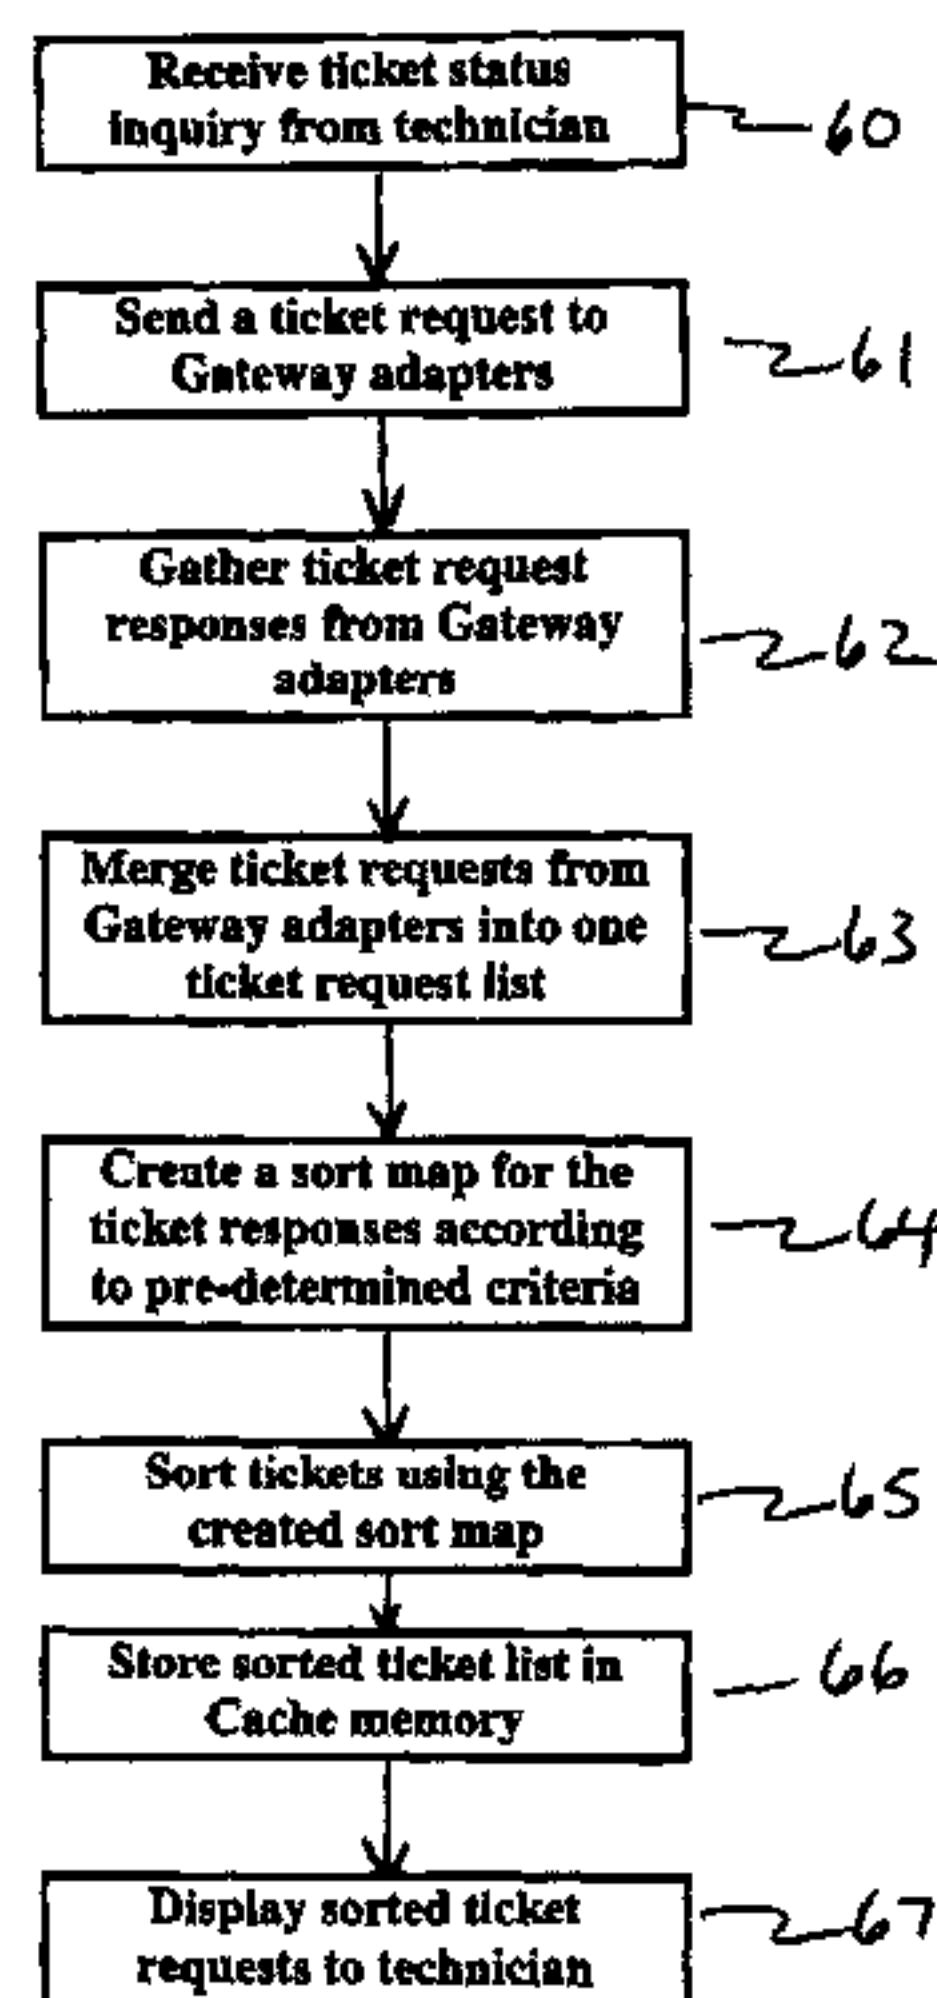 Receive ticket status
inquiry from technician
60
Send a ticket request to
Gateway adapters
61
Gather ticket request
responses from Gateway
adapters
62
Merge ticket requests from
Gateway adapters into one
ticket request list
63
Create a sort map for the
ticket responses according
to pre-determined criteria
64
Sort tickets using the
created sort map
65
Store sorted ticket list in
Cache memory
66
Display sorted ticket
requests to technician
67